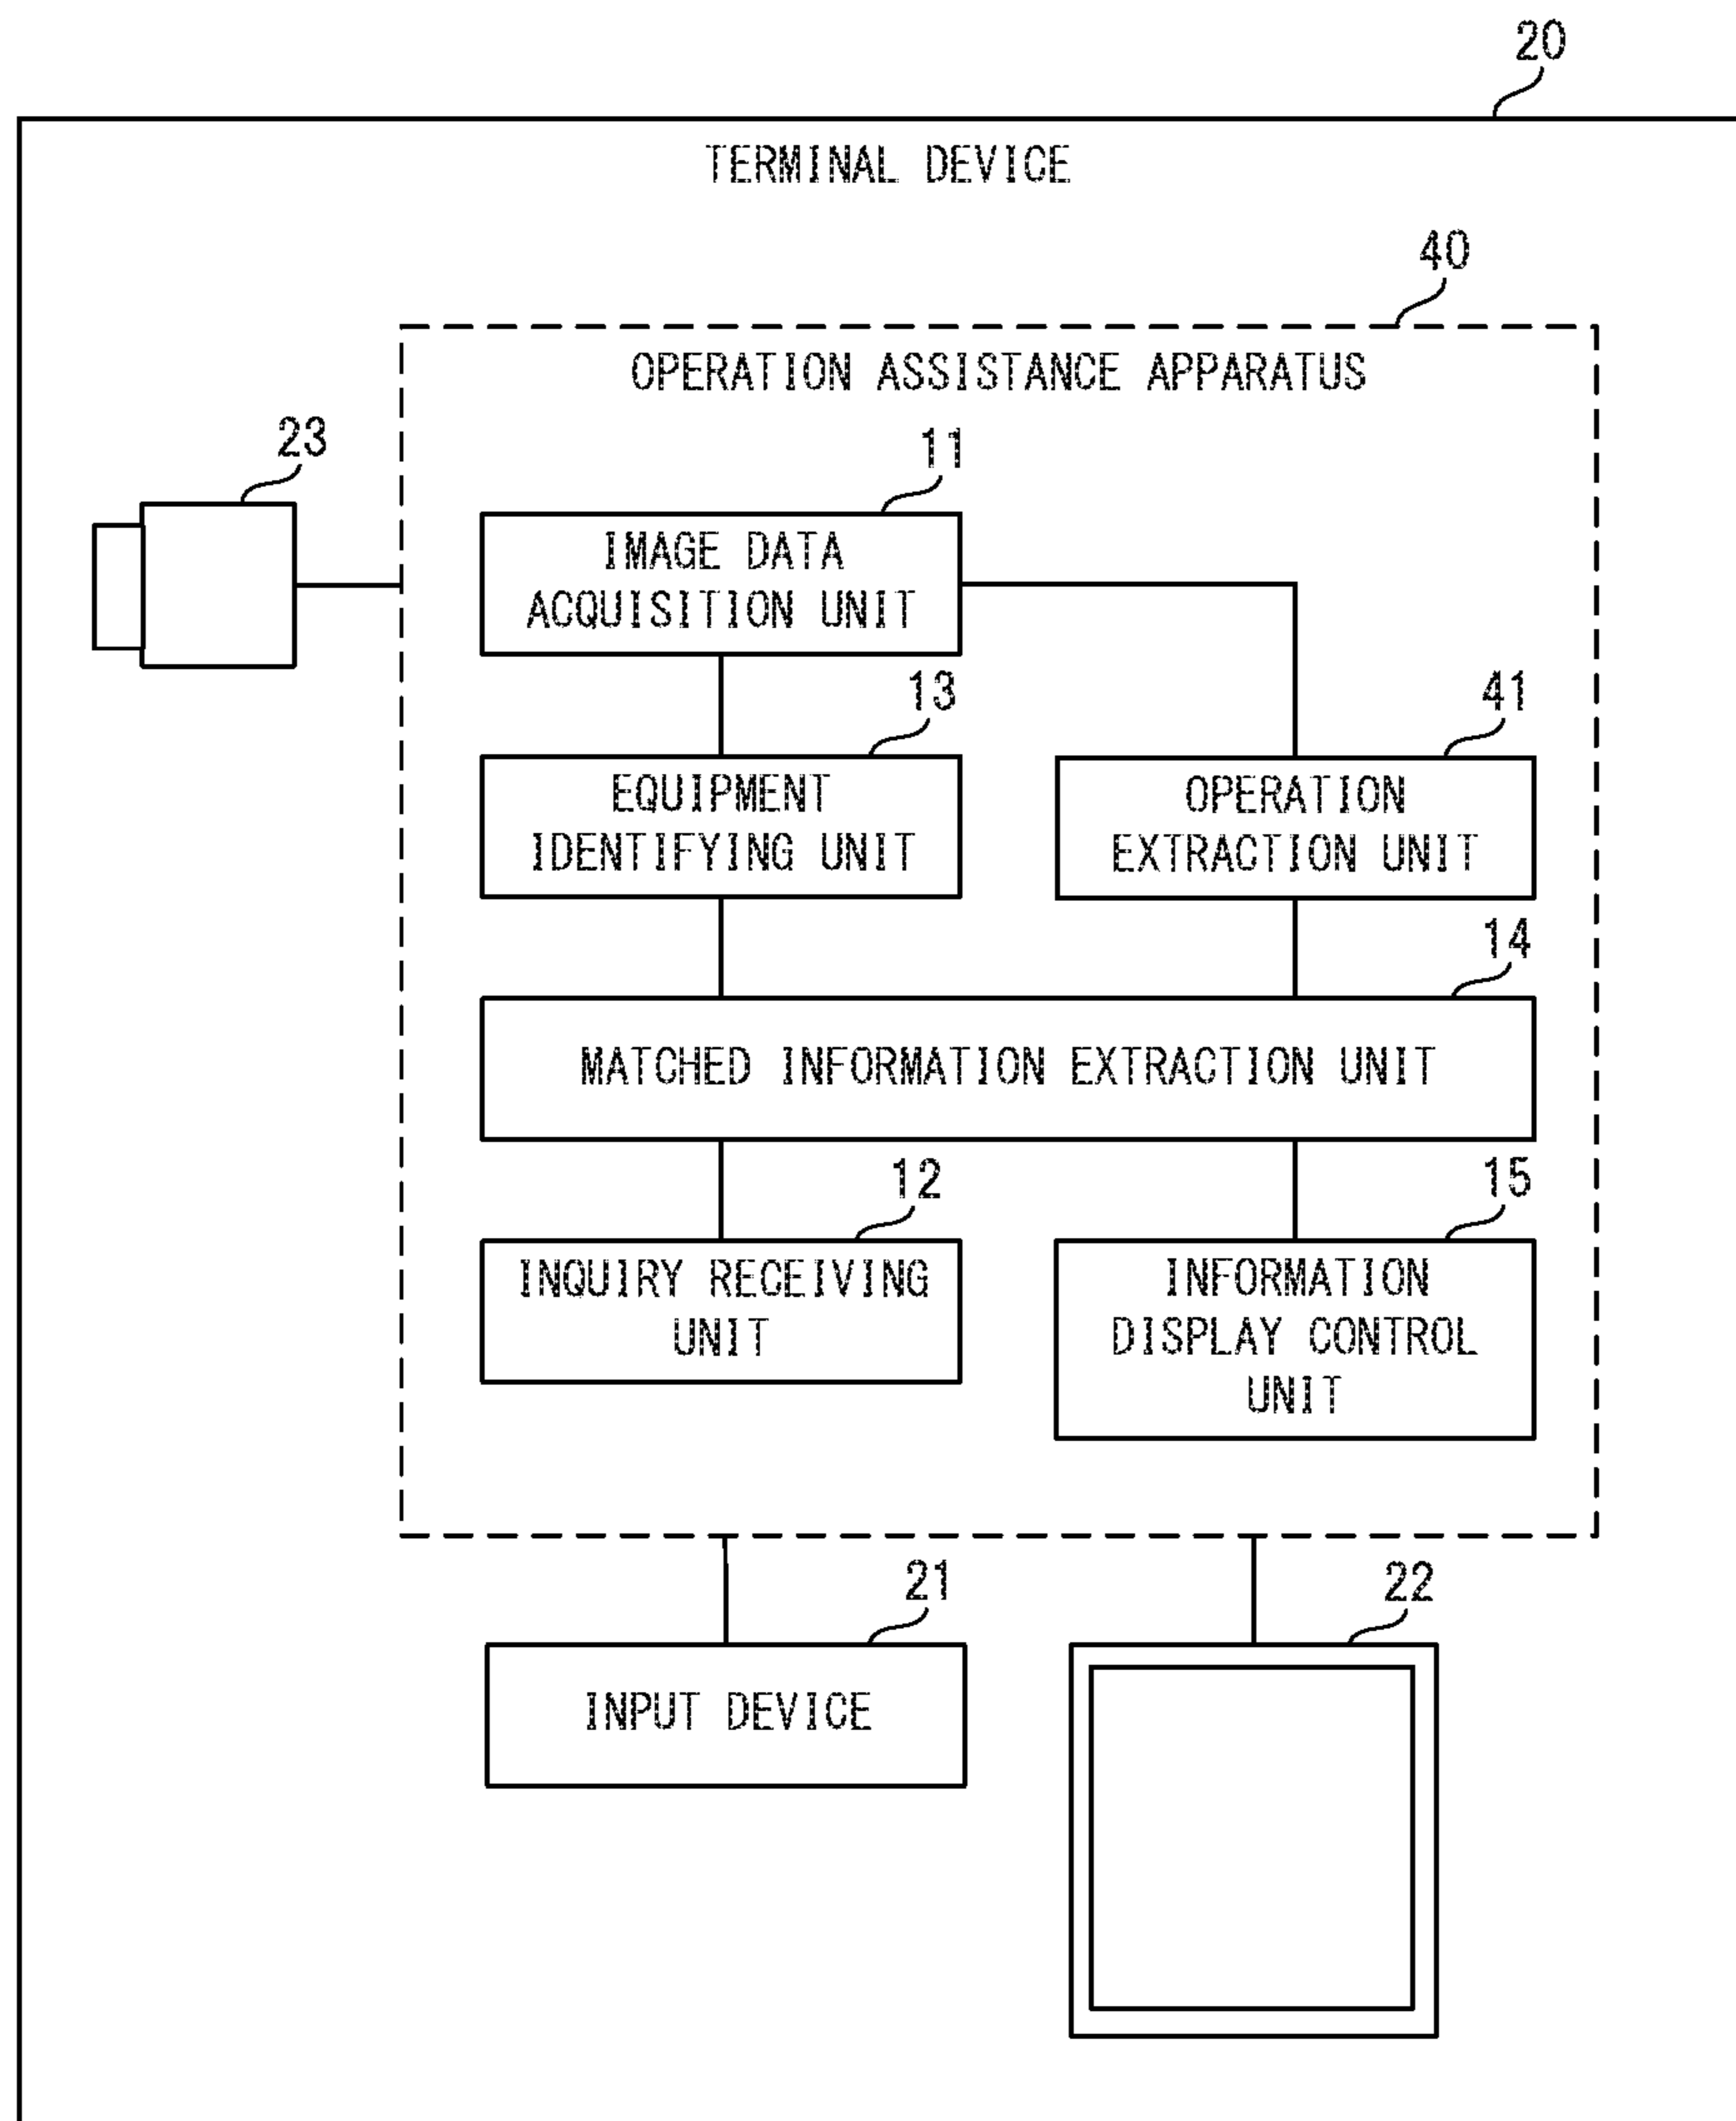 20
TERMINAL DEVICE
40
OPERATION ASSISTANCE APPARATUS
23
11
IMAGE DATA
ACQUISITION UNIT
13
EQUIPMENT
IDENTIFYING UNIT
41
OPERATION
EXTRACTION UNIT
14
MATCHED INFORMATION EXTRACTION UNIT
12
INQUIRY RECEIVING
UNIT
15
INFORMATION
DISPLAY CONTROL
UNIT
21
INPUT DEVICE
22